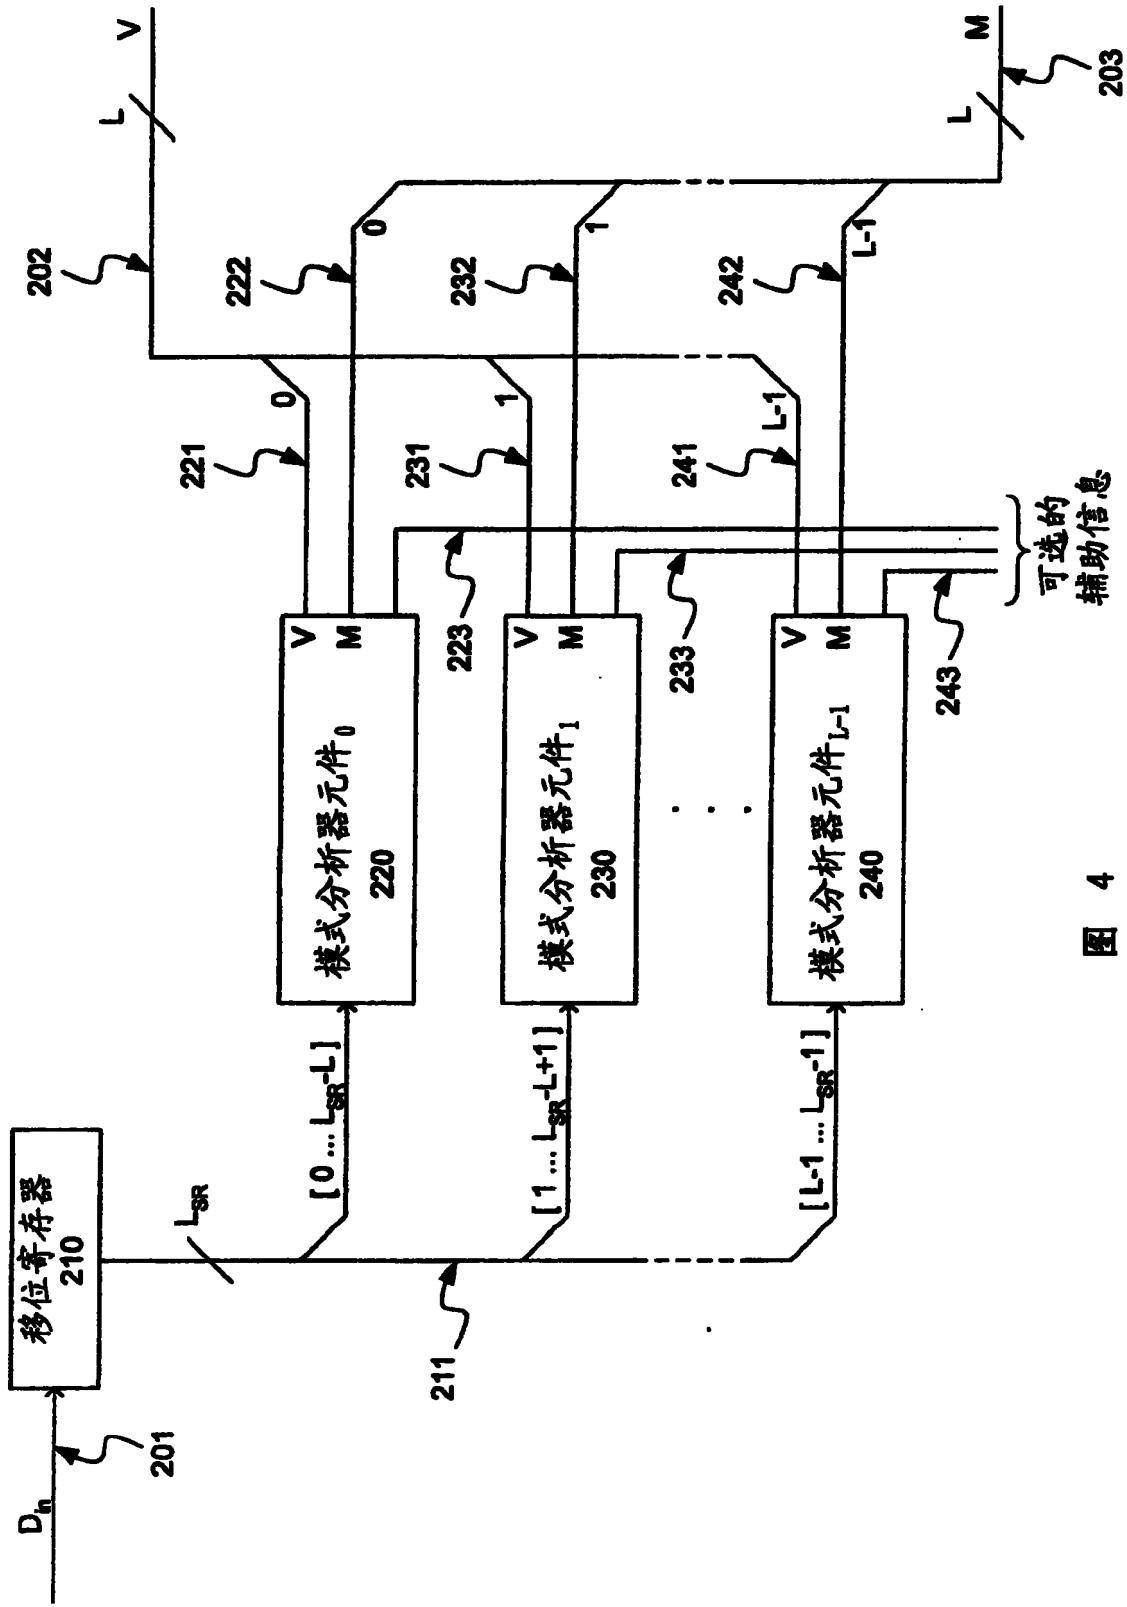 D_in
201
移位寄存器
210
L_SR
211
[ 0 ... L_SR-L ]
[ 1 ... L_SR-L+1 ]
[ L-1 ... L_SR-1 ]
模式分析器元件_0
220
V
M
模式分析器元件_1
230
V
M
. . .
模式分析器元件_L-1
240
V
M
221
0
222
0
223
231
1
232
1
233
241
L-1
242
L-1
243
202
L
V
L
M
203
可选的
辅助信息
图 4